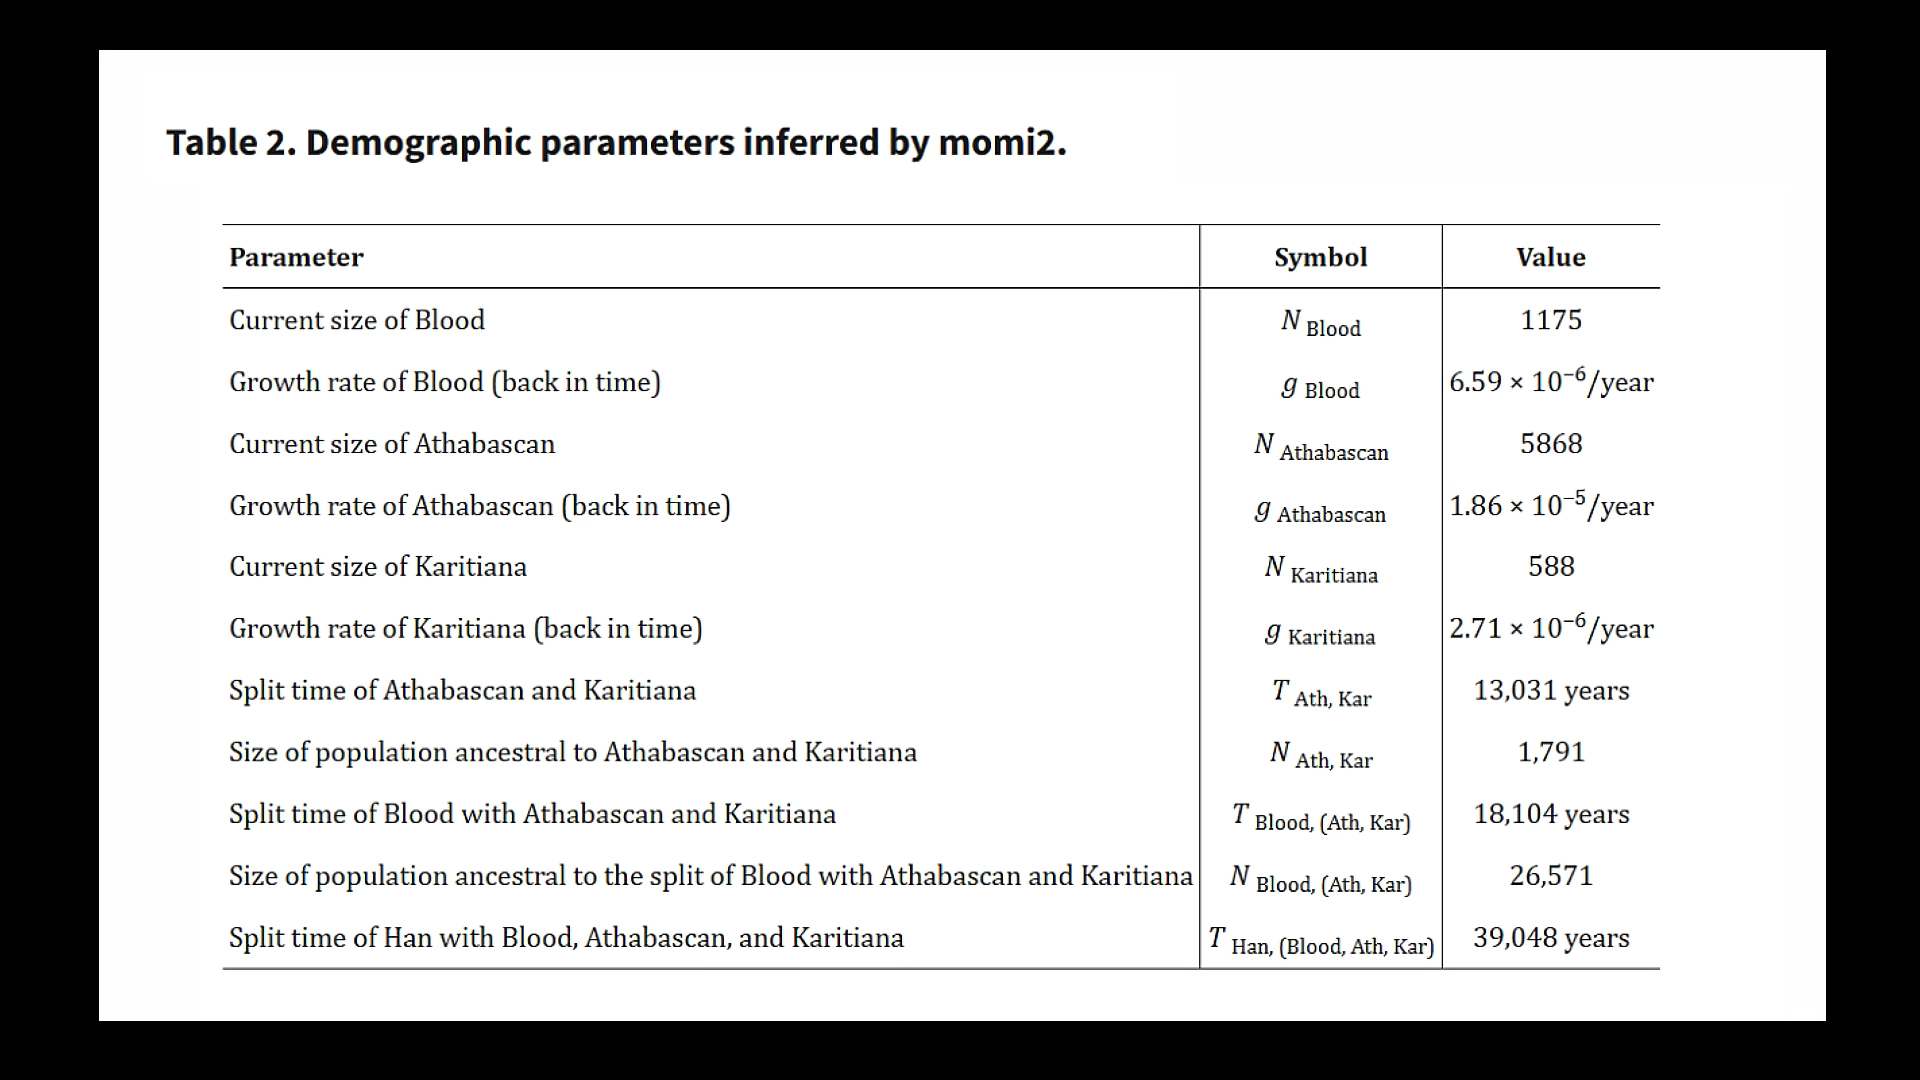 Table 2. Demographic parameters inferred by momi2.
Parameter Symbol Value
Current size of Blood N Blood 1175
Growth rate of Blood (back in time) g Blood 6.59 × 10⁻⁶/year
Current size of Athabascan N Athabascan 5868
Growth rate of Athabascan (back in time) g Athabascan 1.86 × 10⁻⁵/year
Current size of Karitiana N Karitiana 588
Growth rate of Karitiana (back in time) g Karitiana 2.71 × 10⁻⁶/year
Split time of Athabascan and Karitiana T Ath, Kar 13,031 years
Size of population ancestral to Athabascan and Karitiana N Ath, Kar 1,791
Split time of Blood with Athabascan and Karitiana T Blood, (Ath, Kar) 18,104 years
Size of population ancestral to the split of Blood with Athabascan and Karitiana N Blood, (Ath, Kar) 26,571
Split time of Han with Blood, Athabascan, and Karitiana T Han, (Blood, Ath, Kar) 39,048 years